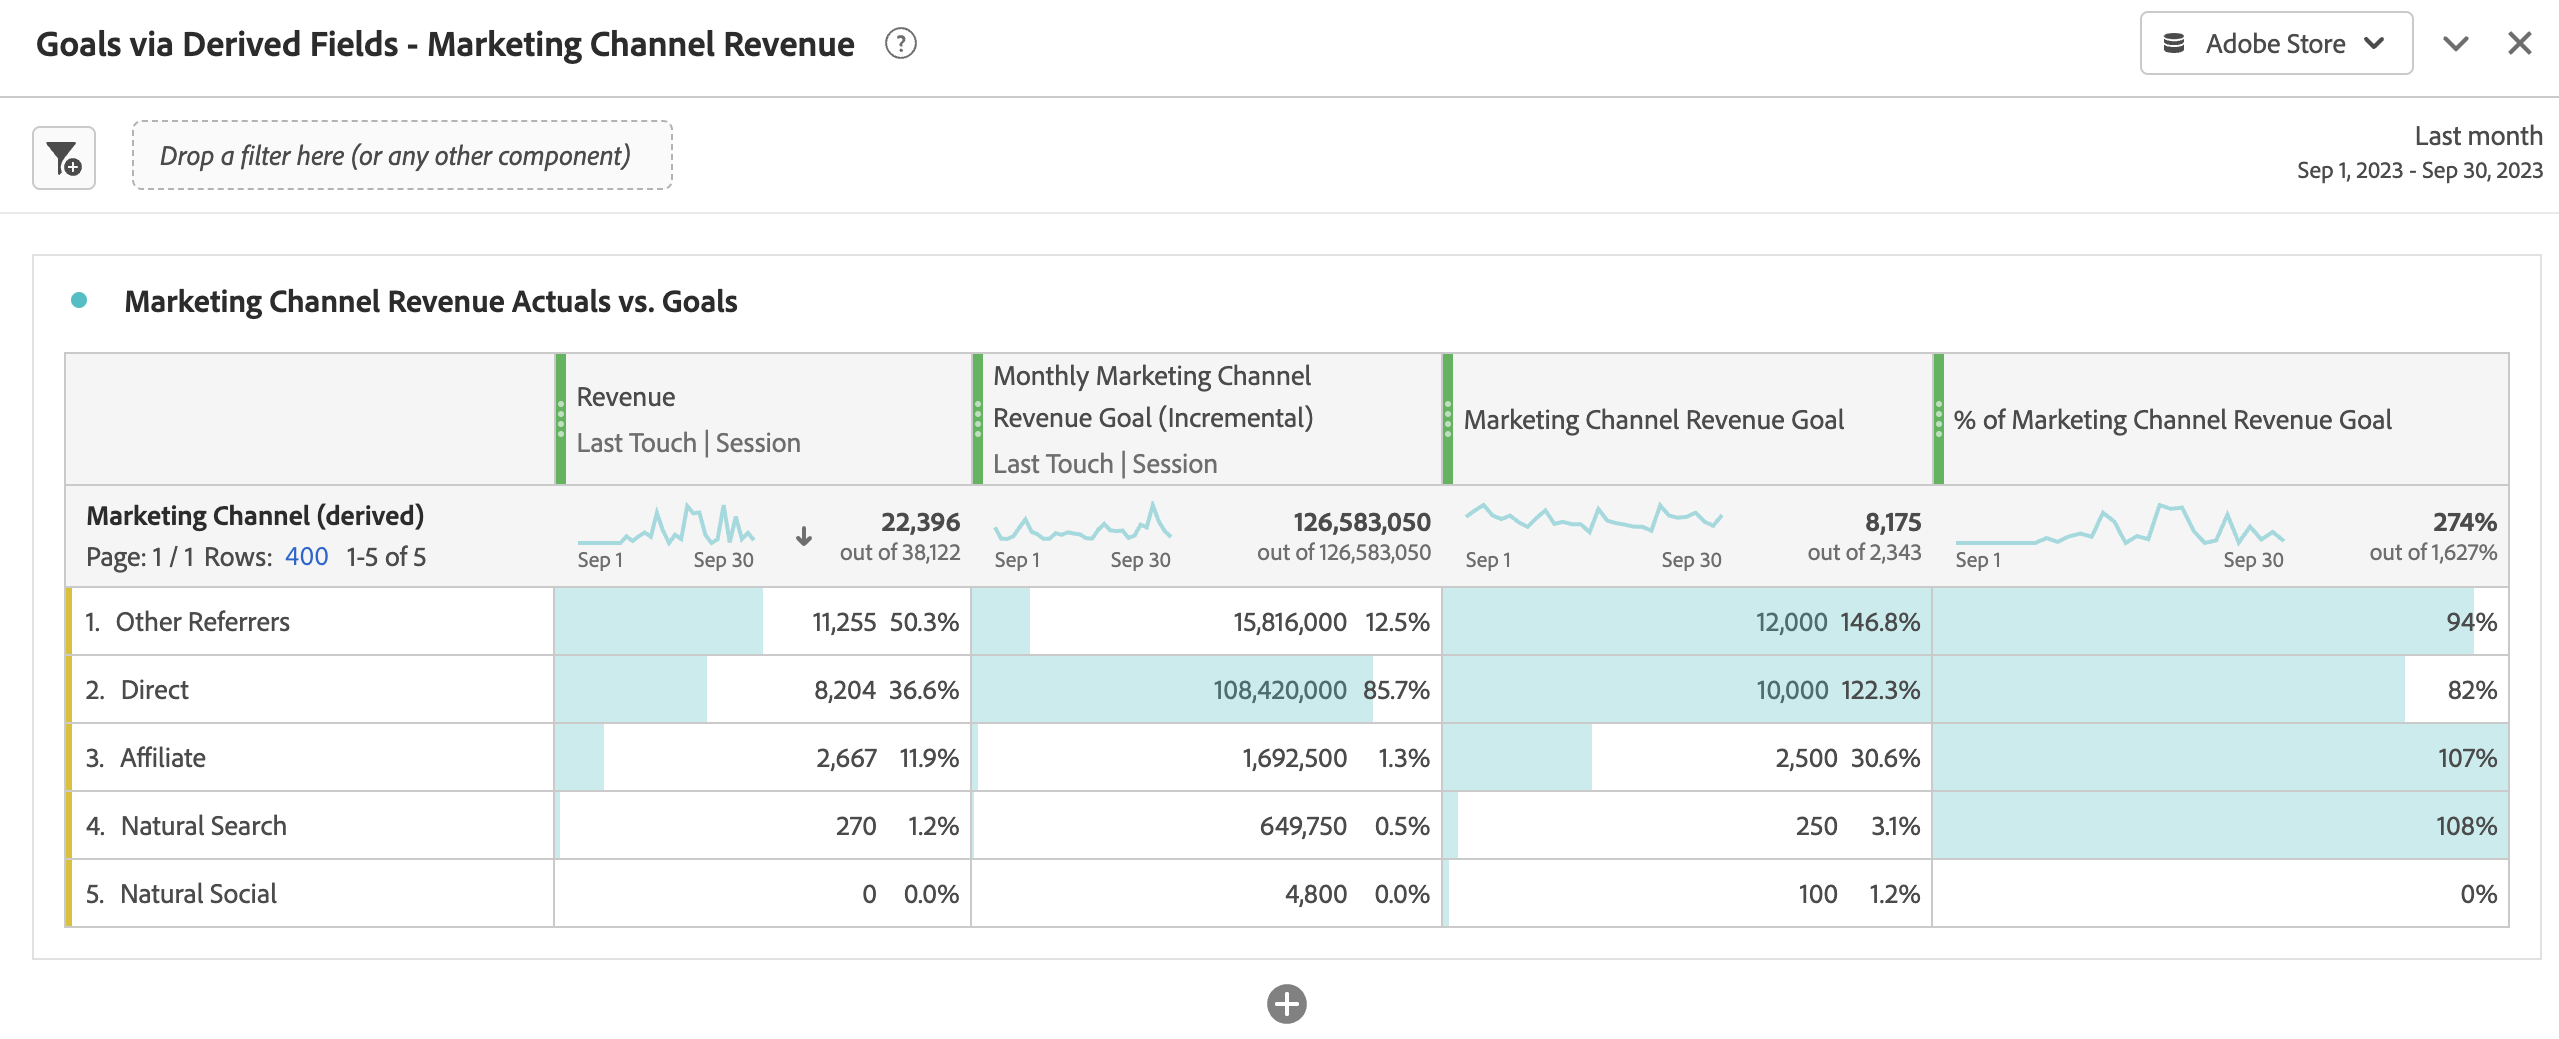 Goals via Derived Fields - Marketing Channel Revenue ?
Adobe Store
Drop a filter here (or any other component)
Last month
Sep 1, 2023 - Sep 30, 2023
Marketing Channel Revenue Actuals vs. Goals
Revenue
Last Touch | Session
Monthly Marketing Channel
Revenue Goal (Incremental)
Last Touch | Session
Marketing Channel Revenue Goal
% of Marketing Channel Revenue Goal
Marketing Channel (derived)
Page: 1 / 1 Rows: 400 1-5 of 5
Sep 1 Sep 30
22,396
out of 38,122
Sep 1 Sep 30
126,583,050
out of 126,583,050
Sep 1 Sep 30
8,175
out of 2,343
Sep 1 Sep 30
274%
out of 1,627%
1. Other Referrers 11,255 50.3% 15,816,000 12.5% 12,000 146.8% 94%
2. Direct 8,204 36.6% 108,420,000 85.7% 10,000 122.3% 82%
3. Affiliate 2,667 11.9% 1,692,500 1.3% 2,500 30.6% 107%
4. Natural Search 270 1.2% 649,750 0.5% 250 3.1% 108%
5. Natural Social 0 0.0% 4,800 0.0% 100 1.2% 0%